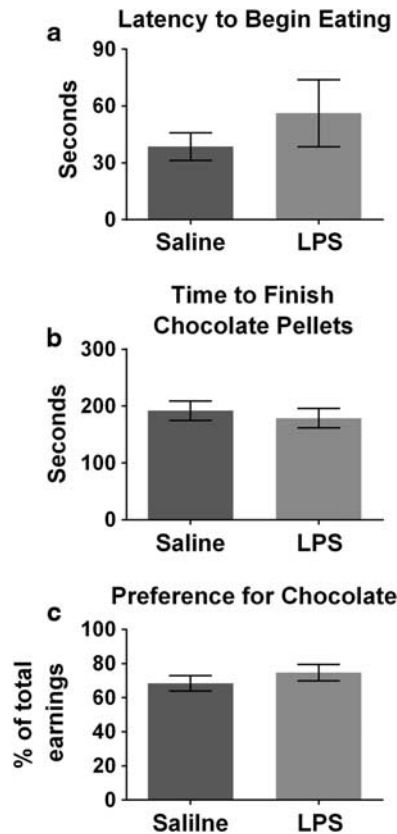 a
Latency to Begin Eating
90
60
30
0
Seconds
Saline LPS
b
Time to Finish
Chocolate Pellets
300
200
100
0
Seconds
Saline LPS
c
Preference for Chocolate
100
80
60
40
20
0
% of total
earnings
Salilne LPS